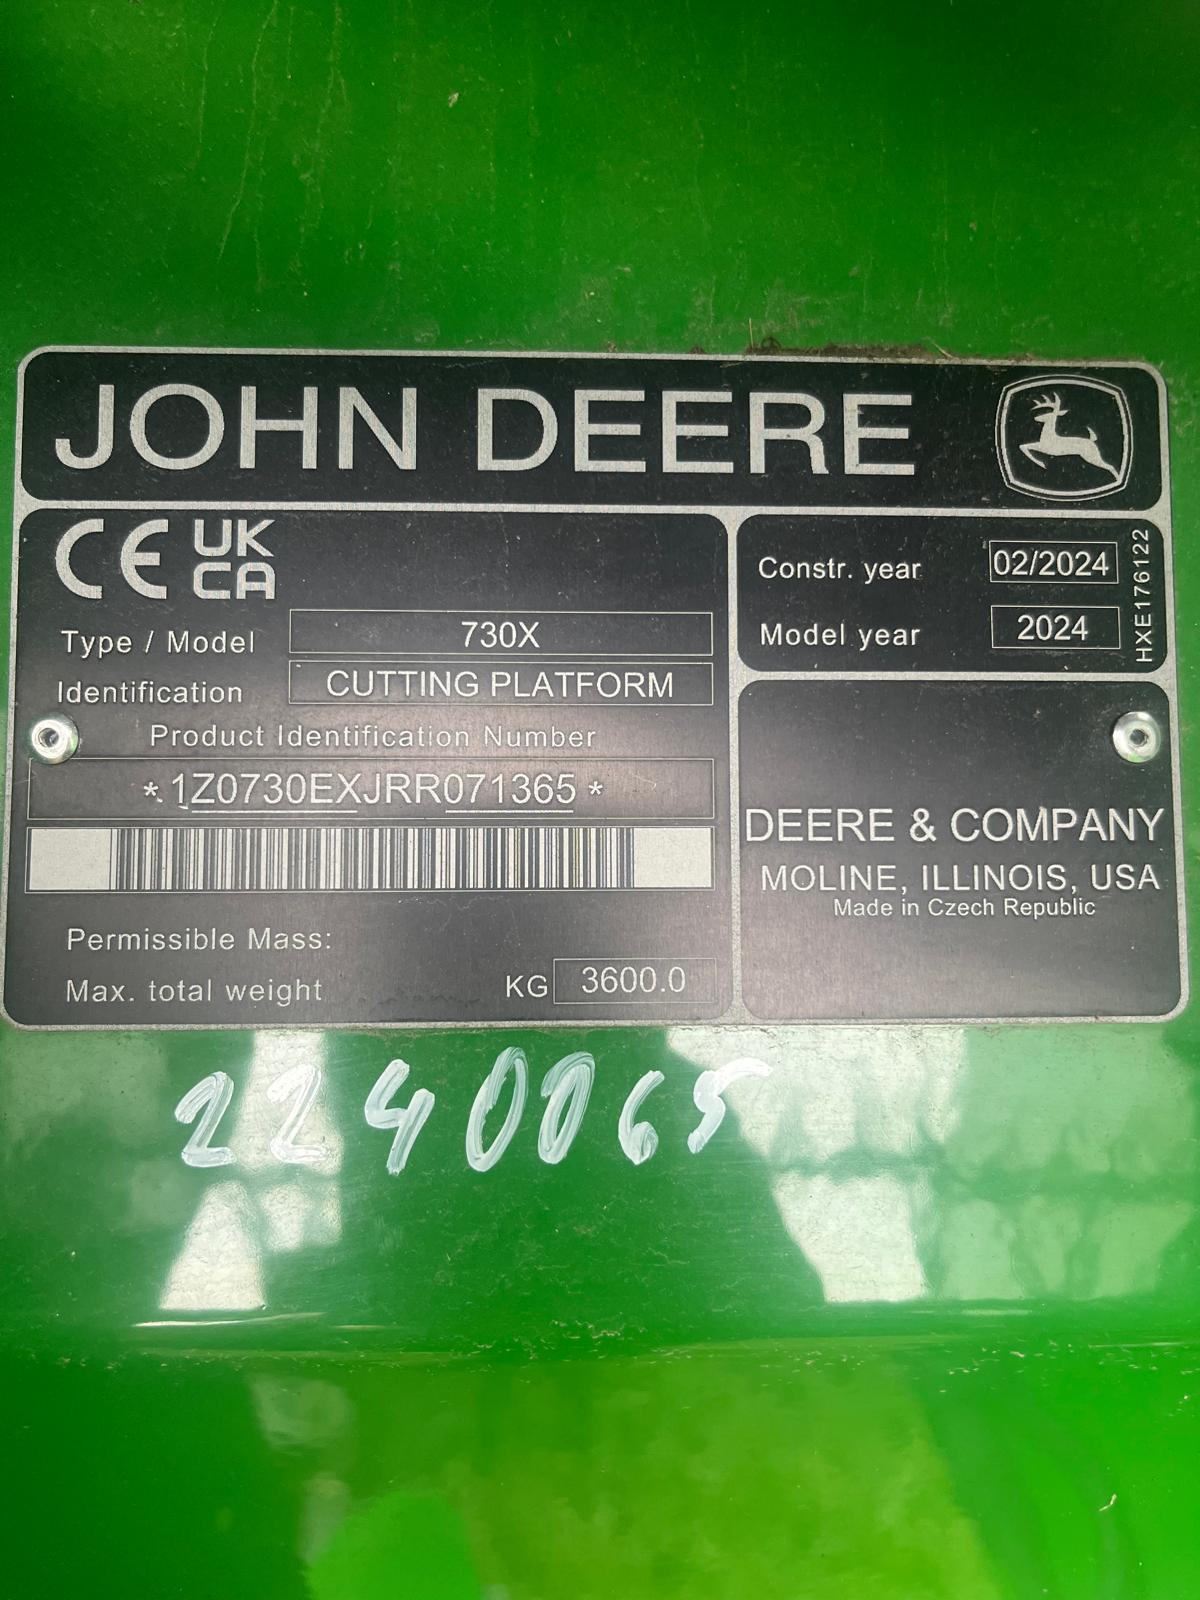 JOHN DEERE
CE UK
CA
Type / Model 730X
Identification CUTTING PLATFORM
Product Identification Number
*1Z0730EXJRR071365*
Permissible Mass:
Max. total weight KG 3600.0
Constr. year 02/2024
Model year 2024
HXE176122
DEERE & COMPANY
MOLINE, ILLINOIS, USA
Made in Czech Republic
2240065